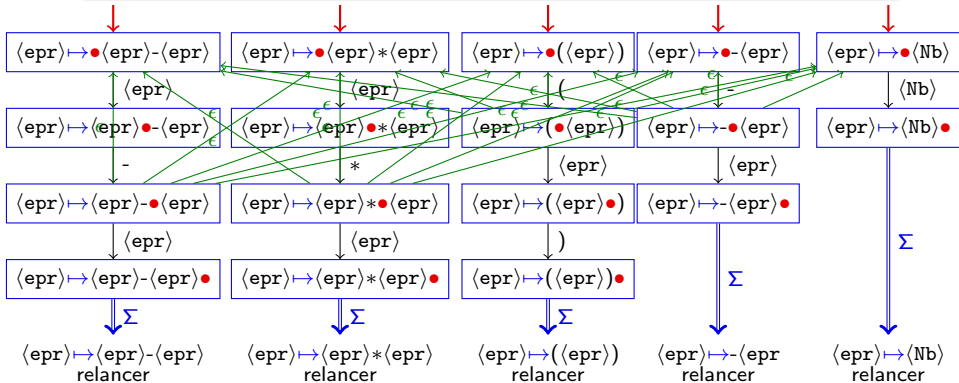 ⟨epr⟩↦●⟨epr⟩-⟨epr⟩ ⟨epr⟩↦●⟨epr⟩*⟨epr⟩ ⟨epr⟩↦●(⟨epr⟩) ⟨epr⟩↦●-⟨epr⟩ ⟨epr⟩↦●⟨Nb⟩
ϵ ϵ ϵ ϵ ϵ
⟨epr⟩ ⟨epr⟩ ( - ⟨Nb⟩
ϵ ϵ ϵ ϵ ϵ ϵ ϵ ϵ
⟨epr⟩↦⟨epr⟩●-⟨epr⟩ ⟨epr⟩↦⟨epr⟩●*⟨epr⟩ ⟨epr⟩↦(●⟨epr⟩) ⟨epr⟩↦-●⟨epr⟩ ⟨epr⟩↦⟨Nb⟩●
ϵ ϵ ϵ
- * ⟨epr⟩ ⟨epr⟩
⟨epr⟩↦⟨epr⟩-●⟨epr⟩ ⟨epr⟩↦⟨epr⟩*●⟨epr⟩ ⟨epr⟩↦(⟨epr⟩●) ⟨epr⟩↦-⟨epr⟩●
⟨epr⟩ ⟨epr⟩ ) Σ
⟨epr⟩↦⟨epr⟩-⟨epr⟩● ⟨epr⟩↦⟨epr⟩*⟨epr⟩● ⟨epr⟩↦(⟨epr⟩)● Σ
Σ Σ Σ
⟨epr⟩↦⟨epr⟩-⟨epr⟩ ⟨epr⟩↦⟨epr⟩*⟨epr⟩ ⟨epr⟩↦(⟨epr⟩) ⟨epr⟩↦-⟨epr ⟨epr⟩↦⟨Nb⟩
relancer relancer relancer relancer relancer